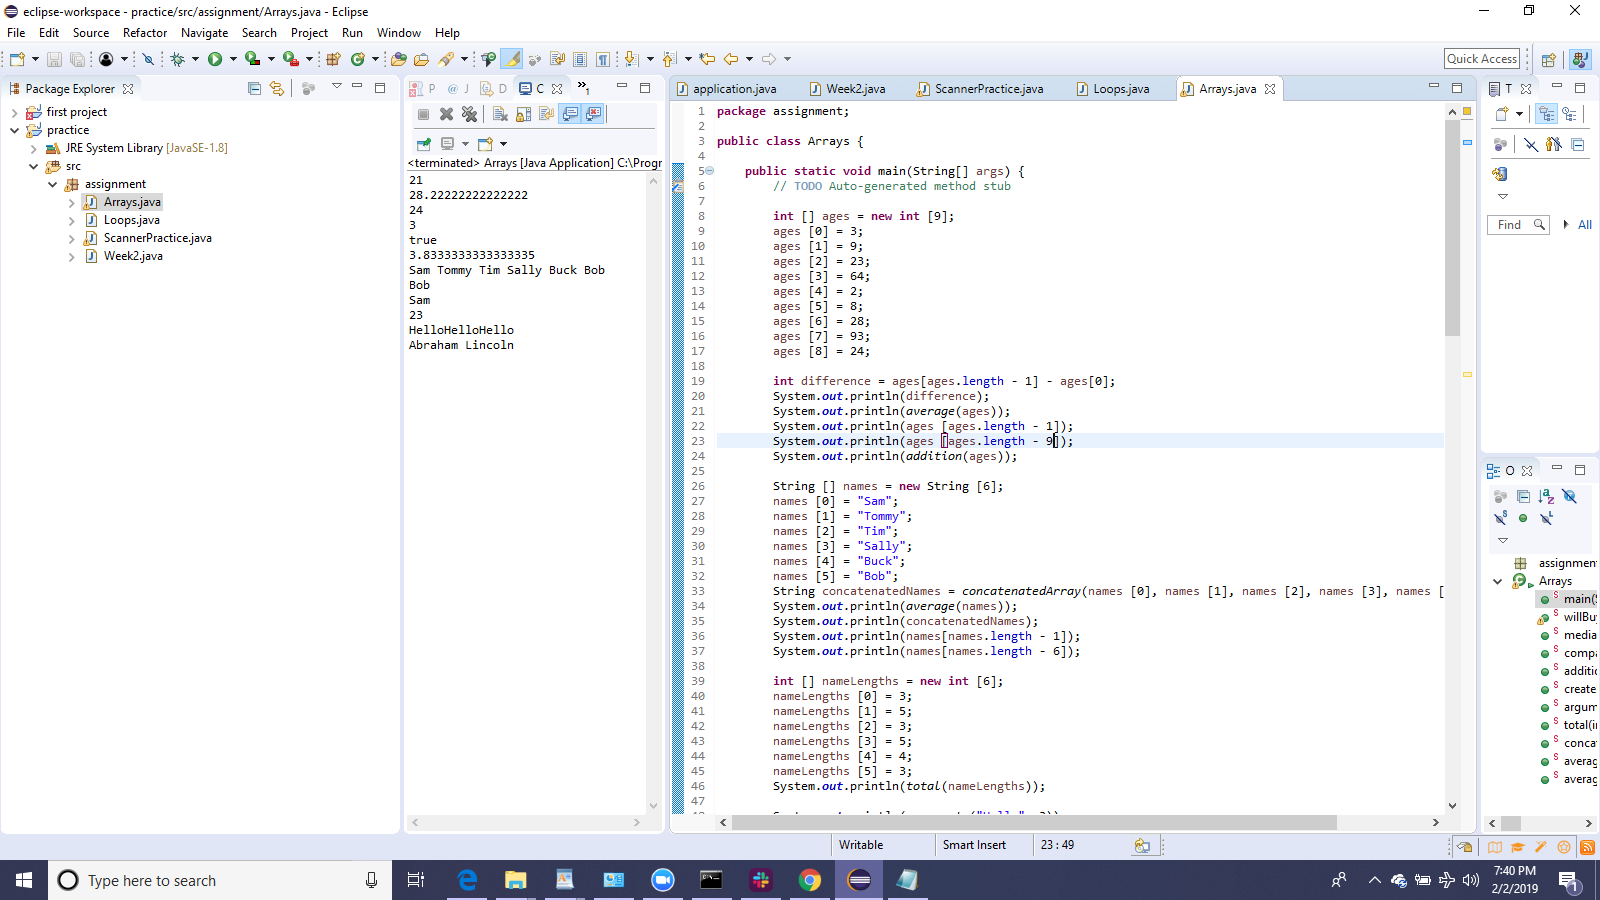 eclipse-workspace - practice/src/assignment/Arrays.java - Eclipse
File Edit Source Refactor Navigate Search Project Run Window Help
Quick Access
Package Explorer
first project
practice
JRE System Library [JavaSE-1.8]
src
assignment
Arrays.java
Loops.java
ScannerPractice.java
Week2.java
P @ J D C »1
<terminated> Arrays [Java Application] C:\Progr
21
28.22222222222222
24
3
true
3.8333333333333335
Sam Tommy Tim Sally Buck Bob
Bob
Sam
23
HelloHelloHello
Abraham Lincoln
application.java Week2.java ScannerPractice.java Loops.java Arrays.java
1 package assignment;
2
3 public class Arrays {
4
5 public static void main(String[] args) {
6 // TODO Auto-generated method stub
7
8 int [] ages = new int [9];
9 ages [0] = 3;
10 ages [1] = 9;
11 ages [2] = 23;
12 ages [3] = 64;
13 ages [4] = 2;
14 ages [5] = 8;
15 ages [6] = 28;
16 ages [7] = 93;
17 ages [8] = 24;
18
19 int difference = ages[ages.length - 1] - ages[0];
20 System.out.println(difference);
21 System.out.println(average(ages));
22 System.out.println(ages [ages.length - 1]);
23 System.out.println(ages [ages.length - 9]);
24 System.out.println(addition(ages));
25
26 String [] names = new String [6];
27 names [0] = "Sam";
28 names [1] = "Tommy";
29 names [2] = "Tim";
30 names [3] = "Sally";
31 names [4] = "Buck";
32 names [5] = "Bob";
33 String concatenatedNames = concatenatedArray(names [0], names [1], names [2], names [3], names [
34 System.out.println(average(names));
35 System.out.println(concatenatedNames);
36 System.out.println(names[names.length - 1]);
37 System.out.println(names[names.length - 6]);
38
39 int [] nameLengths = new int [6];
40 nameLengths [0] = 3;
41 nameLengths [1] = 5;
42 nameLengths [2] = 3;
43 nameLengths [3] = 5;
44 nameLengths [4] = 4;
45 nameLengths [5] = 3;
46 System.out.println(total(nameLengths));
47
T
Find All
O
assignmen
Arrays
main(S
willBu
media
compa
additic
create
argum
total(i
conca
averag
averag
Writable Smart Insert 23 : 49
Type here to search
7:40 PM
2/2/2019
1